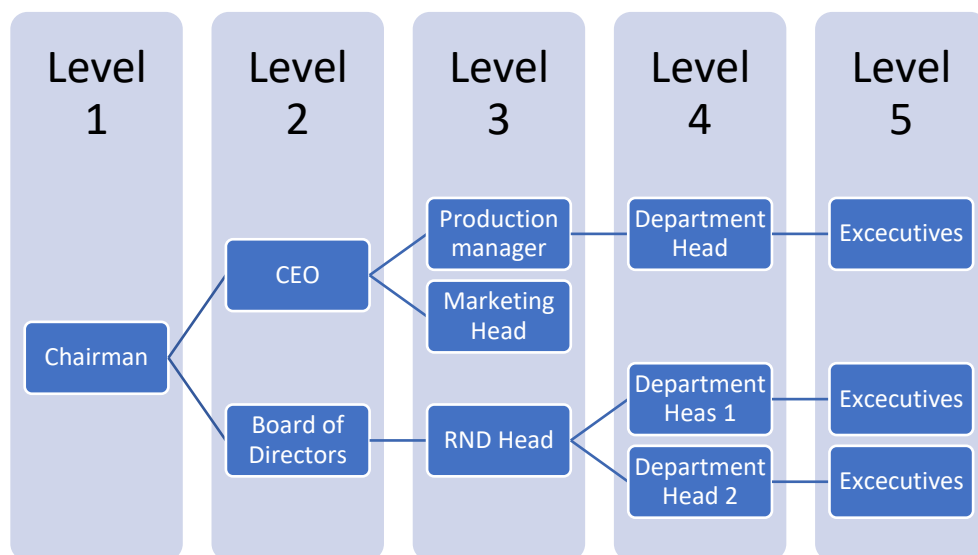 Level
1
Level
2
Level
3
Level
4
Level
5
Chairman
CEO
Board of
Directors
Production
manager
Marketing
Head
RND Head
Department
Head
Department
Heas 1
Department
Head 2
Excecutives
Excecutives
Excecutives